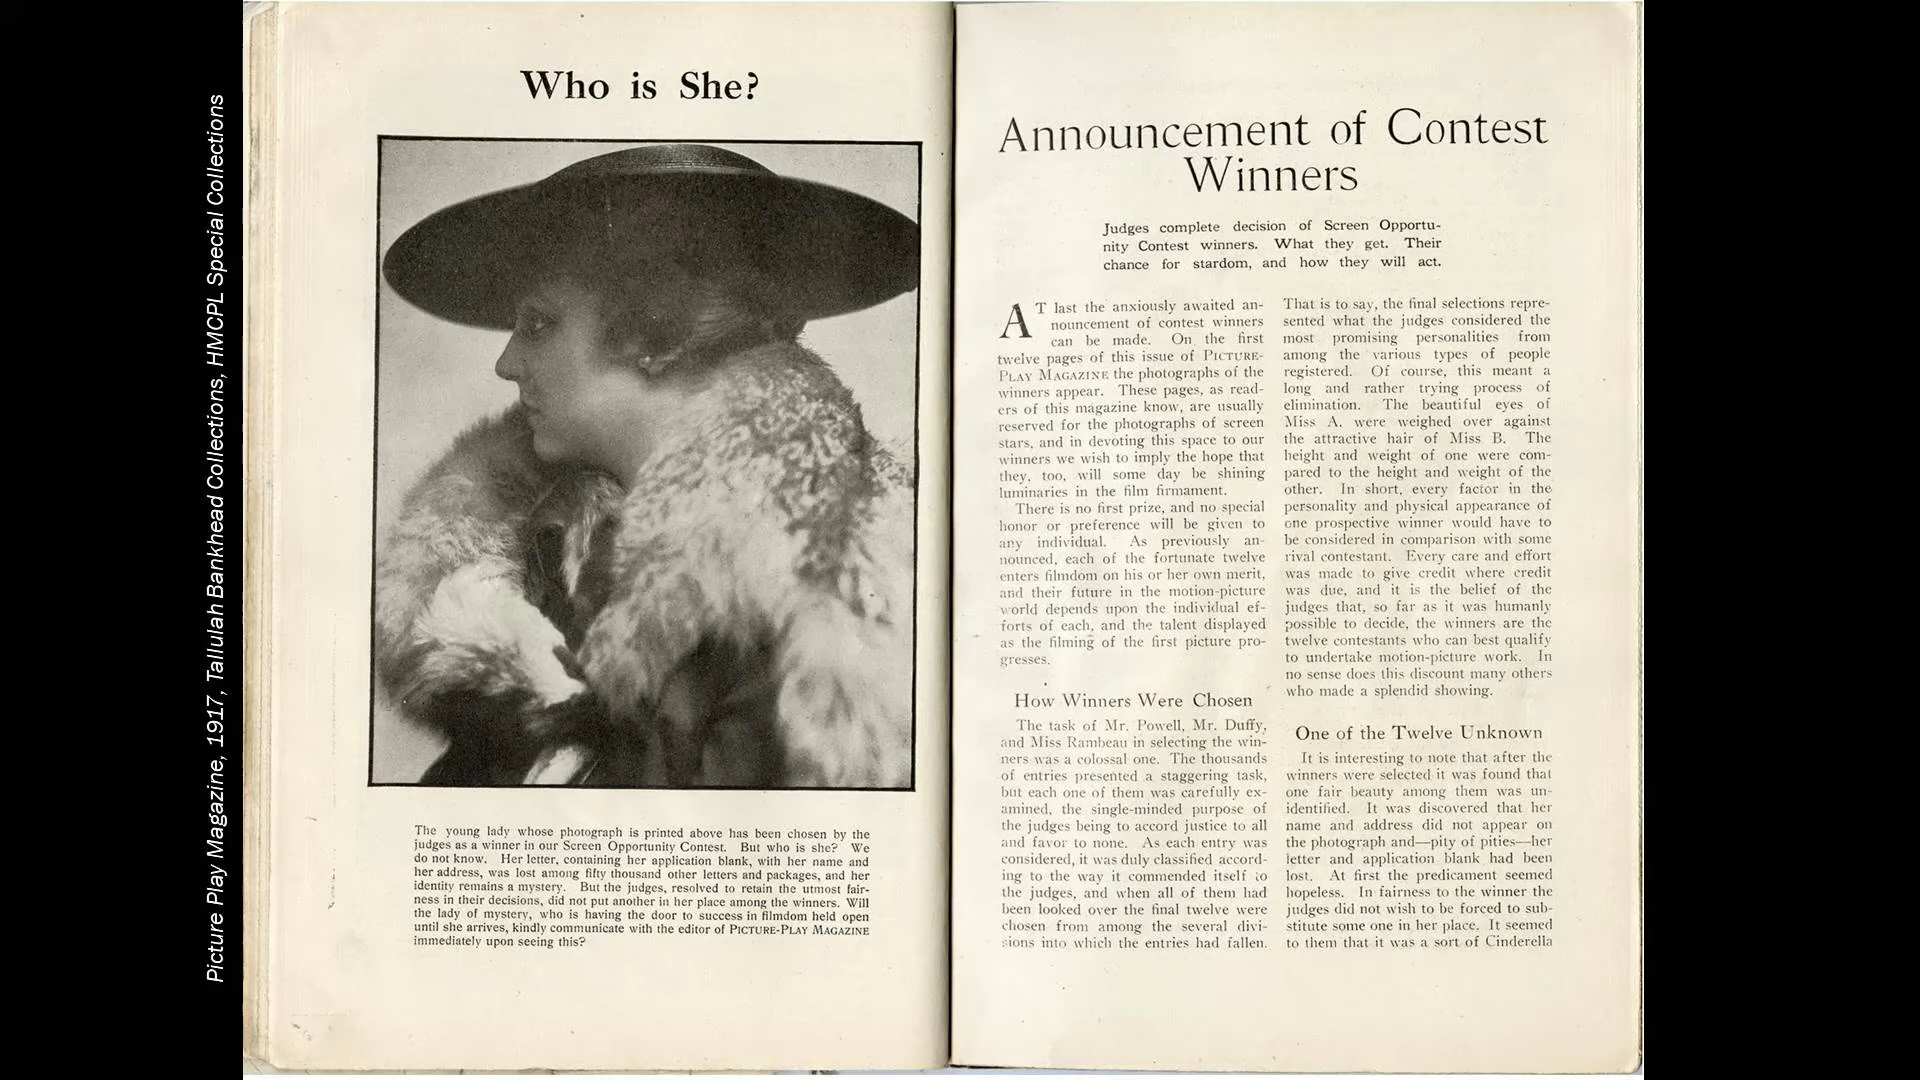 Picture Play Magazine, 1917, Tallulah Bankhead Collections, HMCPL Special Collections
Who is She?
The young lady whose photograph is printed above has been chosen by the
judges as a winner in our Screen Opportunity Contest. But who is she? We
do not know. Her letter, containing her application blank, with her name and
her address, was lost among fifty thousand other letters and packages, and her
identity remains a mystery. But the judges, resolved to retain the utmost fair-
ness in their decisions, did not put another in her place among the winners. Will
the lady of mystery, who is having the door to success in filmdom held open
until she arrives, kindly communicate with the editor of PICTURE-PLAY MAGAZINE
immediately upon seeing this?
Announcement of Contest
Winners
Judges complete decision of Screen Opportu-
nity Contest winners. What they get. Their
chance for stardom, and how they will act.
AT last the anxiously awaited an-
nouncement of contest winners
can be made. On the first
twelve pages of this issue of PICTURE-
PLAY MAGAZINE the photographs of the
winners appear. These pages, as read-
ers of this magazine know, are usually
reserved for the photographs of screen
stars, and in devoting this space to our
winners we wish to imply the hope that
they, too, will some day be shining
luminaries in the film firmament.
There is no first prize, and no special
honor or preference will be given to
any individual. As previously an-
nounced, each of the fortunate twelve
enters filmdom on his or her own merit,
and their future in the motion-picture
world depends upon the individual ef-
forts of each, and the talent displayed
as the filming of the first picture pro-
gresses.
How Winners Were Chosen
The task of Mr. Powell, Mr. Duffy,
and Miss Rambeau in selecting the win-
ners was a colossal one. The thousands
of entries presented a staggering task,
but each one of them was carefully ex-
amined, the single-minded purpose of
the judges being to accord justice to all
and favor to none. As each entry was
considered, it was duly classified accord-
ing to the way it commended itself to
the judges, and when all of them had
been looked over the final twelve were
chosen from among the several divi-
sions into which the entries had fallen.
That is to say, the final selections repre-
sented what the judges considered the
most promising personalities from
among the various types of people
registered. Of course, this meant a
long and rather trying process of
elimination. The beautiful eyes of
Miss A. were weighed over against
the attractive hair of Miss B. The
height and weight of one were com-
pared to the height and weight of the
other. In short, every factor in the
personality and physical appearance of
one prospective winner would have to
be considered in comparison with some
rival contestant. Every care and effort
was made to give credit where credit
was due, and it is the belief of the
judges that, so far as it was humanly
possible to decide, the winners are the
twelve contestants who can best qualify
to undertake motion-picture work. In
no sense does this discount many others
who made a splendid showing.
One of the Twelve Unknown
It is interesting to note that after the
winners were selected it was found that
one fair beauty among them was un-
identified. It was discovered that her
name and address did not appear on
the photograph and—pity of pities—her
letter and application blank had been
lost. At first the predicament seemed
hopeless. In fairness to the winner the
judges did not wish to be forced to sub-
stitute some one in her place. It seemed
to them that it was a sort of Cinderella